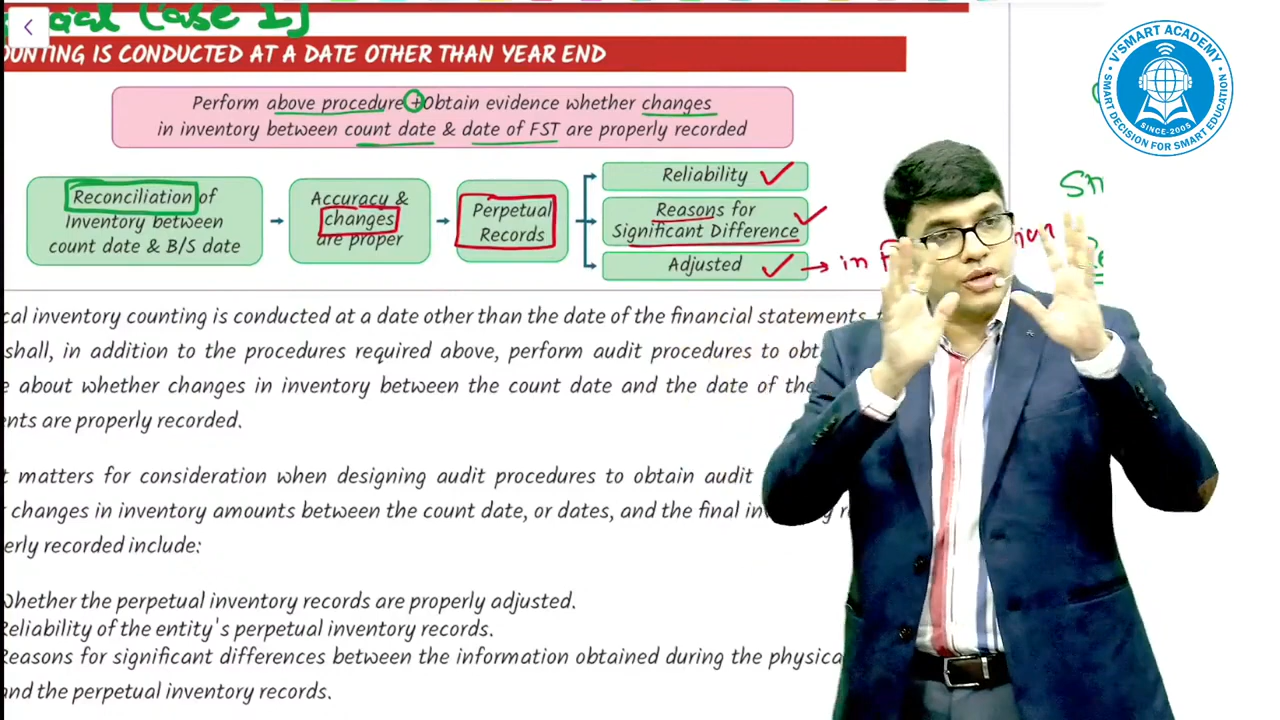 Case 1]
OUNTING IS CONDUCTED AT A DATE OTHER THAN YEAR END
Perform above procedure + Obtain evidence whether changes
in inventory between count date & date of FST are properly recorded
Reconciliation of
Inventory between
count date & B/S date
Accuracy &
changes
are proper
Perpetual
Records
Reliability
Reasons for
Significant Difference
Adjusted
in
cal inventory counting is conducted at a date other than the date of the financial statements,
shall, in addition to the procedures required above, perform audit procedures to
about whether changes in inventory between the count date and the date of the
ents are properly recorded.
matters for consideration when designing audit procedures to obtain audit
changes in inventory amounts between the count date, or dates, and the final
erly recorded include:
Whether the perpetual inventory records are properly adjusted.
Reliability of the entity's perpetual inventory records.
Reasons for significant differences between the information obtained during the
and the perpetual inventory records.
V'SMART ACADEMY
SINCE-2005
SMART DECISION FOR SMART EDUCATION